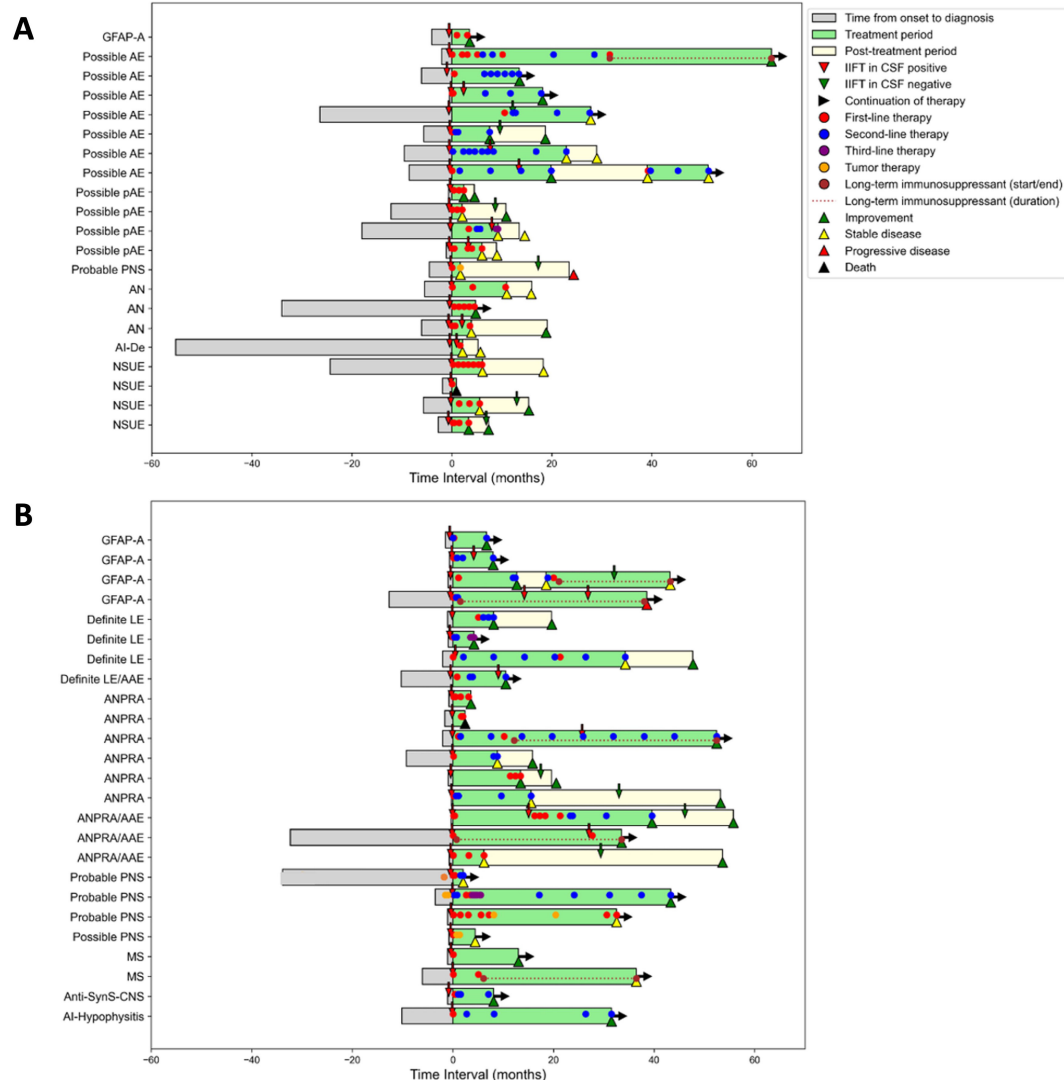 A
GFAP-A
Possible AE
Possible AE
Possible AE
Possible AE
Possible AE
Possible AE
Possible AE
Possible pAE
Possible pAE
Possible pAE
Possible pAE
Probable PNS
AN
AN
AN
AI-De
NSUE
NSUE
NSUE
NSUE
−60 −40 −20 0 20 40 60
Time Interval (months)
Time from onset to diagnosis
Treatment period
Post-treatment period
IIFT in CSF positive
IIFT in CSF negative
Continuation of therapy
First-line therapy
Second-line therapy
Third-line therapy
Tumor therapy
Long-term immunosuppressant (start/end)
Long-term immunosuppressant (duration)
Improvement
Stable disease
Progressive disease
Death
B
GFAP-A
GFAP-A
GFAP-A
GFAP-A
Definite LE
Definite LE
Definite LE
Definite LE/AAE
ANPRA
ANPRA
ANPRA
ANPRA
ANPRA
ANPRA
ANPRA/AAE
ANPRA/AAE
ANPRA/AAE
Probable PNS
Probable PNS
Probable PNS
Possible PNS
MS
MS
Anti-SynS-CNS
AI-Hypophysitis
−60 −40 −20 0 20 40 60
Time Interval (months)